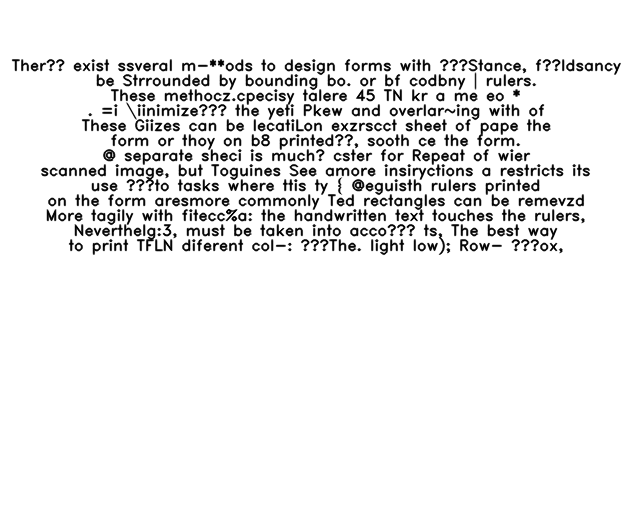 Ther?? exist ssveral m-**ods to design forms with ???Stance, f??ldsancy
be Strrounded by bounding bo. or bf codbny | rulers.
These methocz.cpecisy talere 45 TN kr a me eo *
. =i \iinimize??? the yefi Pkew and overlar~ing with of
These Giizes can be lecatiLon exzrscct sheet of pape the
form or thoy on b8 printed??, sooth ce the form.
@ separate sheci is much? cster for Repeat of wier
scanned image, but Toguines See amore insiryctions a restricts its
use ???to tasks where ttis ty { @eguisth rulers printed
on the form aresmore commonly Ted rectangles can be remevzd
More tagily with fitecc%a: the handwritten text touches the rulers,
Neverthelg:3, must be taken into acco??? ts, The best way
to print TFLN diferent col-: ???The. light low); Row- ???ox,